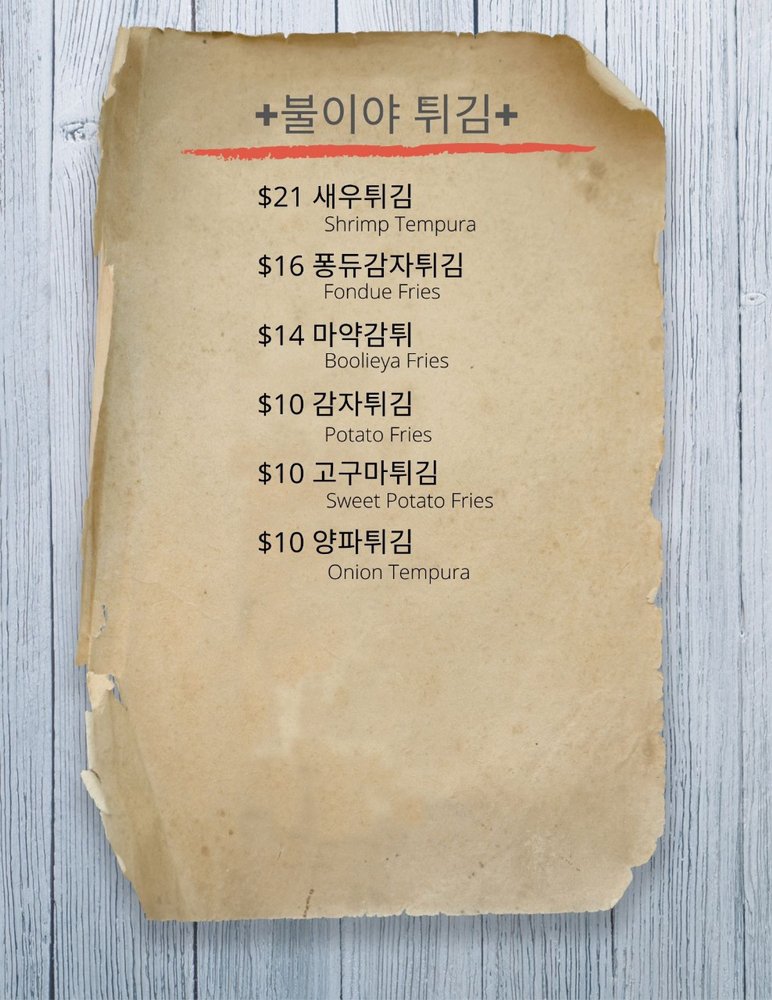 +불이야 튀김+
$21 새우튀김
Shrimp Tempura
$16 퐁듀감자튀김
Fondue Fries
$14 마약감튀
Boolieya Fries
$10 감자튀김
Potato Fries
$10 고구마튀김
Sweet Potato Fries
$10 양파튀김
Onion Tempura